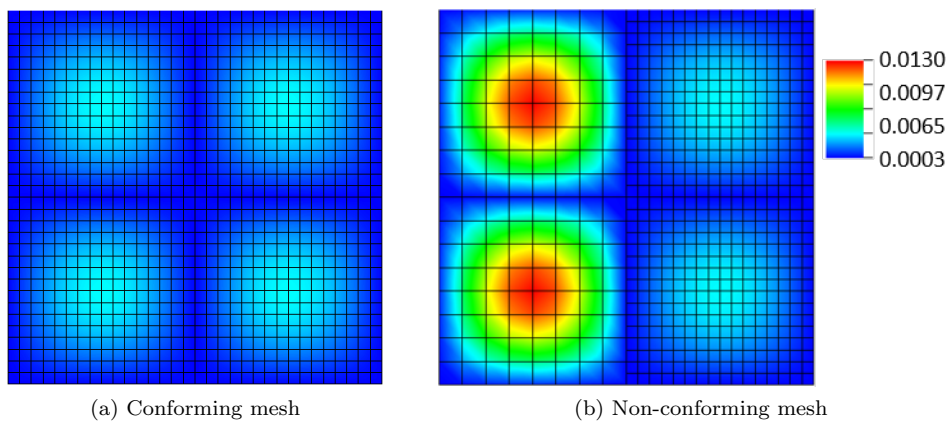 0.0130
0.0097
0.0065
0.0003
(a) Conforming mesh
(b) Non-conforming mesh